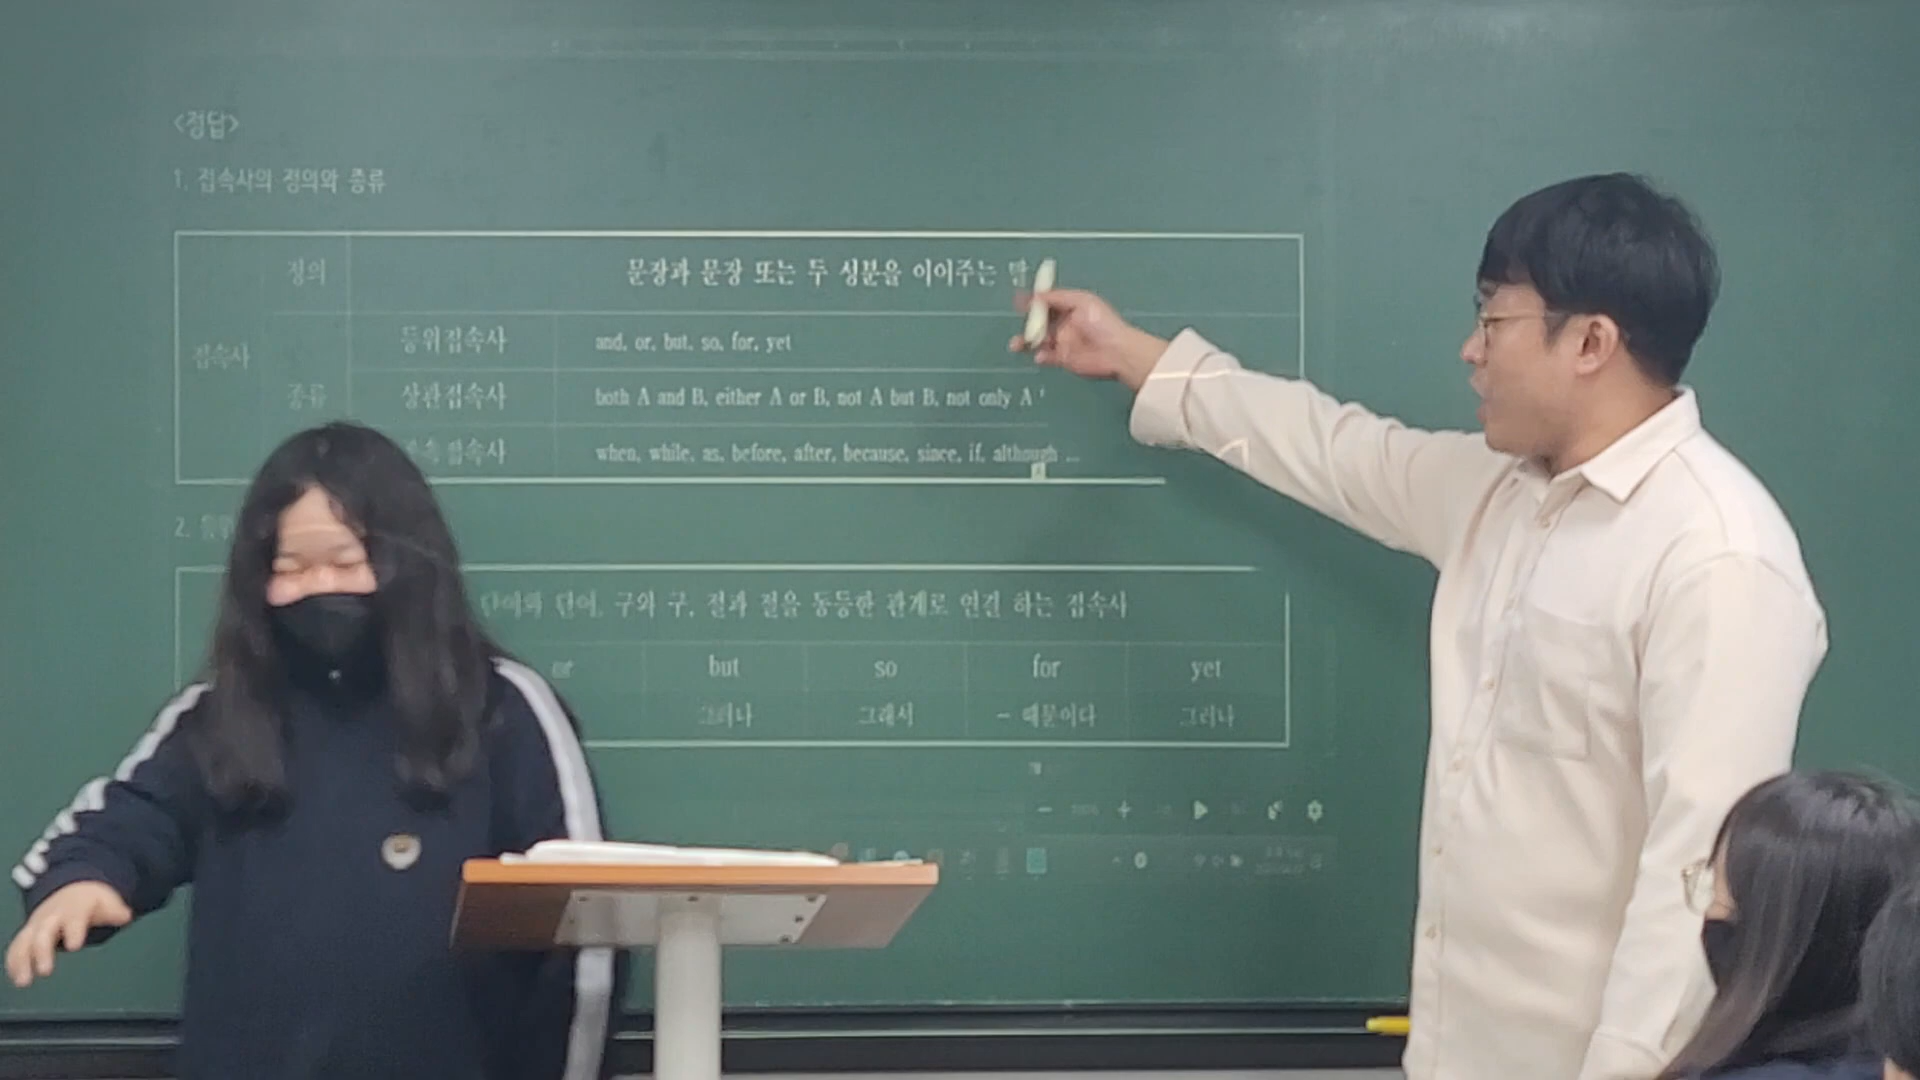 <정답>
1. 접속사의 정의와 종류
정의 문장과 문장 또는 두 성분을 이어주는 말
접속사
등위접속사 and, or, but, so, for, yet
종류 상관접속사 both A and B, either A or B, not A but B, not only A
종속접속사 when, while, as, before, after, because, since, if, although ...
2.
단어와 단어, 구와 구, 절과 절을 동등한 관계로 연결 하는 접속사
or but so for yet
그러나 그래서 ~ 때문이다 그러나